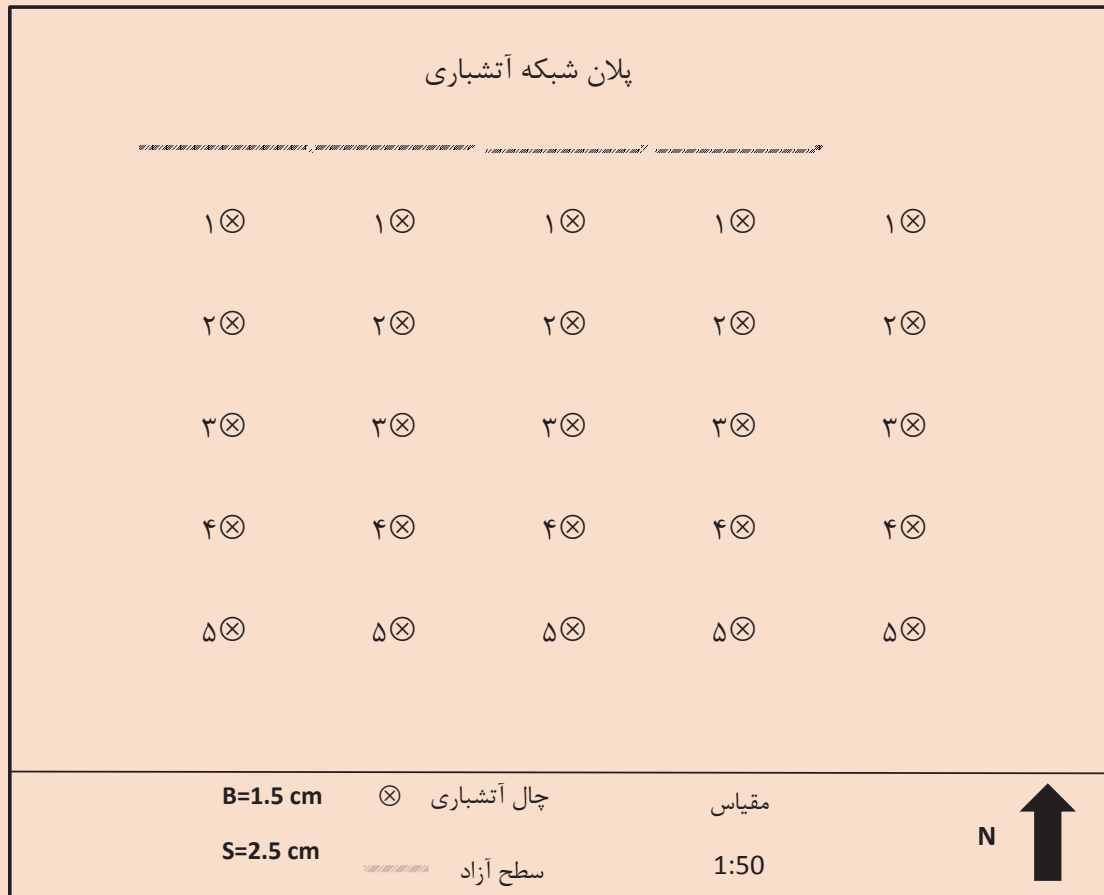 پلان شبکه آتشباری
۱ ۱ ۱ ۱ ۱
۲ ۲ ۲ ۲ ۲
۳ ۳ ۳ ۳ ۳
۴ ۴ ۴ ۴ ۴
۵ ۵ ۵ ۵ ۵
B=1.5 cm
S=2.5 cm
چال آتشباری
سطح آزاد
مقیاس
1:50
N